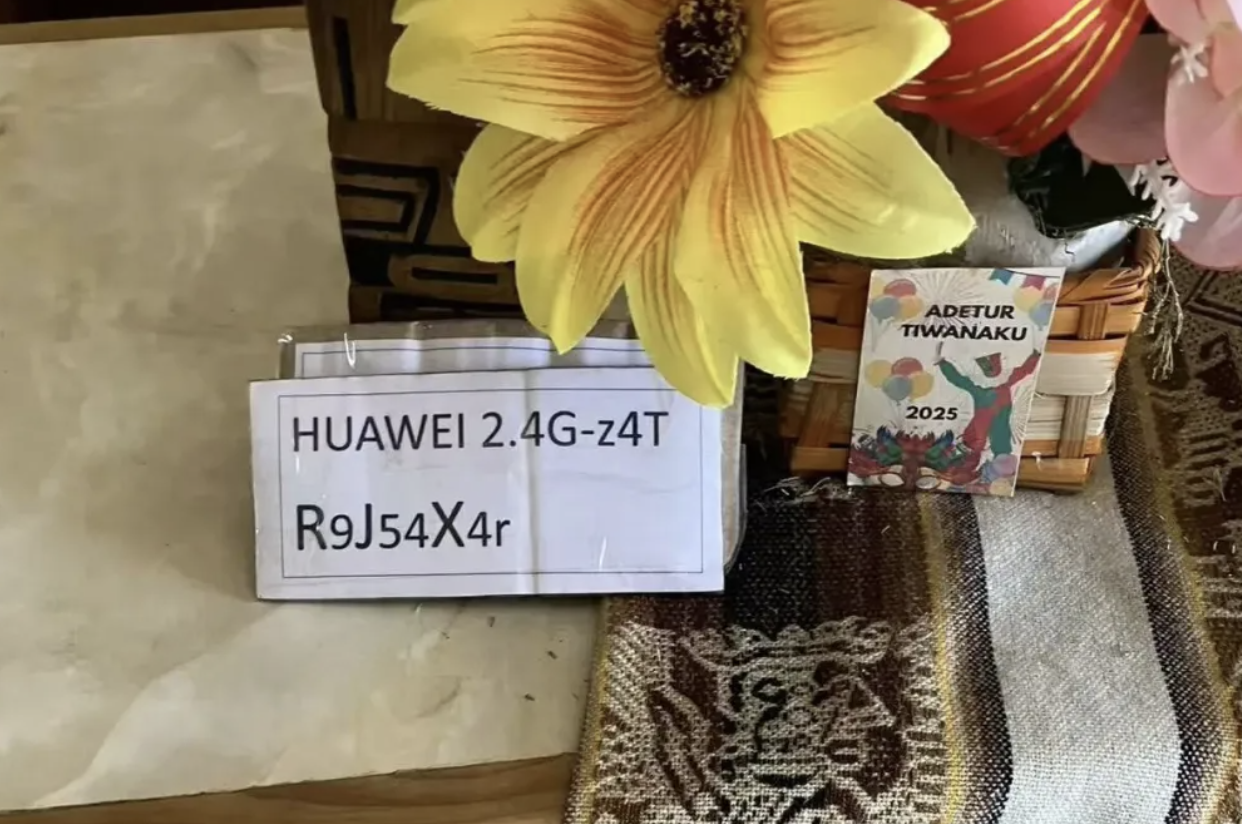 HUAWEI 2.4G-z4T
R9J54X4r
ADETUR
TIWANAKU
2025